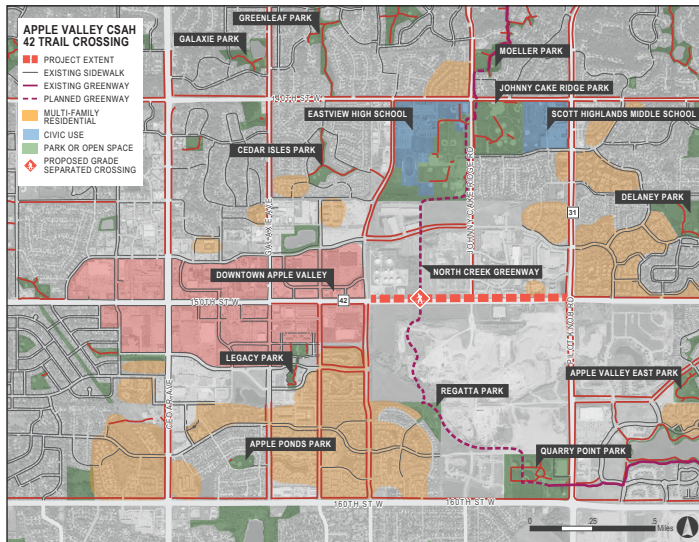 APPLE VALLEY CSAH
42 TRAIL CROSSING
PROJECT EXTENT
EXISTING SIDEWALK
EXISTING GREENWAY
PLANNED GREENWAY
MULTI-FAMILY
RESIDENTIAL
CIVIC USE
PARK OR OPEN SPACE
PROPOSED GRADE
SEPARATED CROSSING
GREENLEAF PARK
GALAXIE PARK
MOELLER PARK
JOHNNY CAKE RIDGE PARK
140TH ST W
EASTVIEW HIGH SCHOOL
SCOTT HIGHLANDS MIDDLE SCHOOL
CEDAR ISLES PARK
JOHNNY CAKE RIDGE RD
DELANEY PARK
GALAXIE AVE
31
DOWNTOWN APPLE VALLEY
NORTH CREEK GREENWAY
150TH ST W
42
PILOT KNOB RD
LEGACY PARK
APPLE VALLEY EAST PARK
CEDAR AVE
REGATTA PARK
APPLE PONDS PARK
QUARRY POINT PARK
160TH ST W
160TH ST W
0 .25 .5
Miles